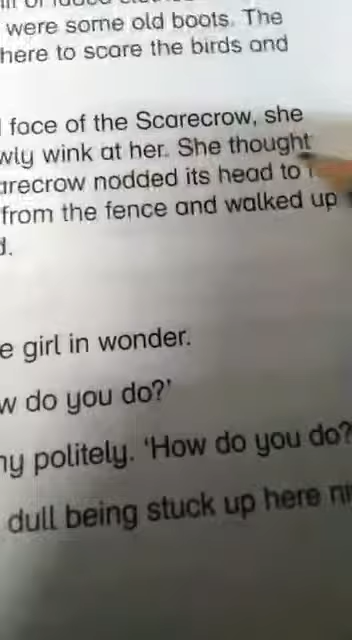 were some old boots. The
here to scare the birds and
face of the Scarecrow, she
wly wink at her. She thought
arecrow nodded its head to
from the fence and walked up
d.
e girl in wonder.
w do you do?'
ny politely. 'How do you do?
dull being stuck up here